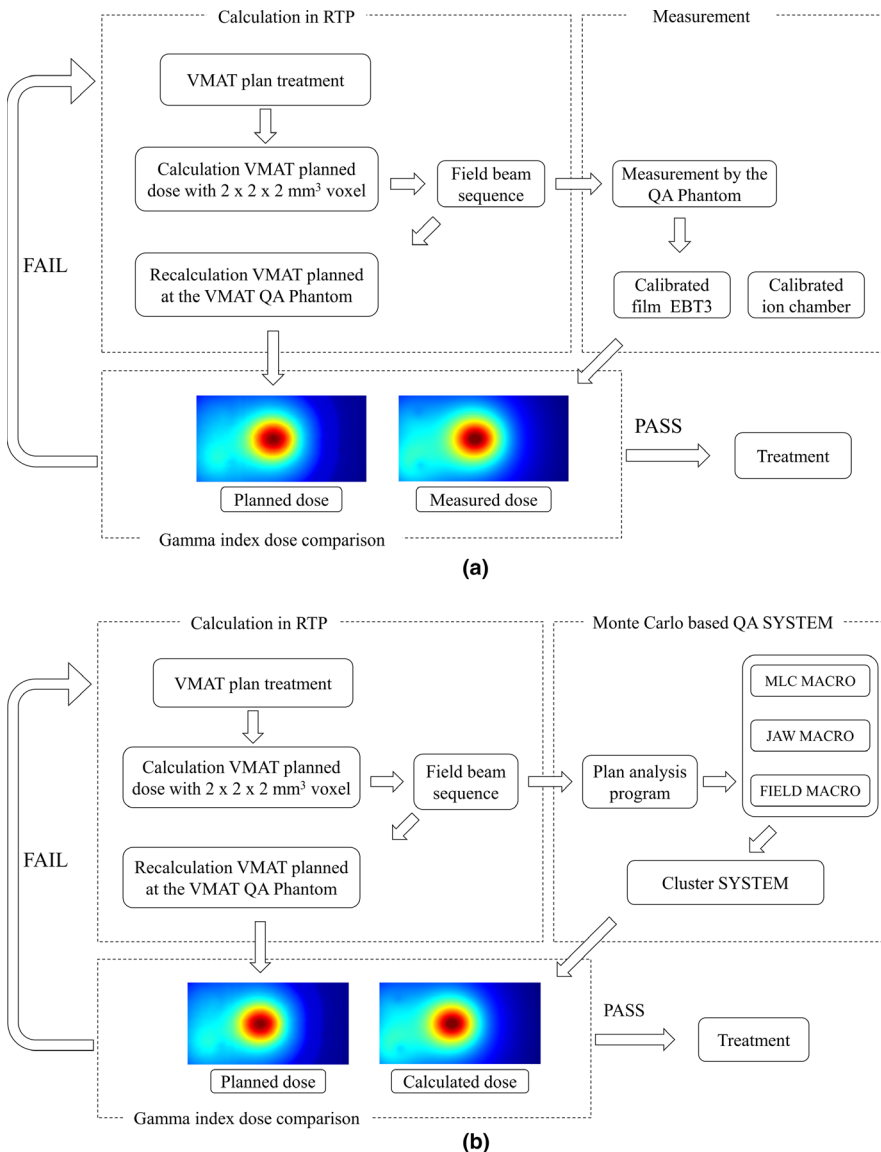 Calculation in RTP
Measurement
VMAT plan treatment
Calculation VMAT planned
dose with 2 x 2 x 2 mm³ voxel
Field beam
sequence
Measurement by the
QA Phantom
FAIL
Recalculation VMAT planned
at the VMAT QA Phantom
Calibrated
film EBT3
Calibrated
ion chamber
PASS
Treatment
Planned dose
Measured dose
Gamma index dose comparison
(a)
Calculation in RTP
Monte Carlo based QA SYSTEM
VMAT plan treatment
MLC MACRO
JAW MACRO
FIELD MACRO
Calculation VMAT planned
dose with 2 x 2 x 2 mm³ voxel
Field beam
sequence
Plan analysis
program
FAIL
Recalculation VMAT planned
at the VMAT QA Phantom
Cluster SYSTEM
PASS
Treatment
Planned dose
Calculated dose
Gamma index dose comparison
(b)